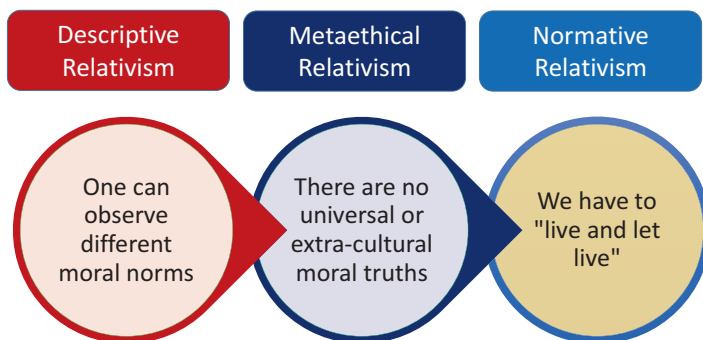 Descriptive
Relativism
Metaethical
Relativism
Normative
Relativism
One can
observe
different
moral norms
There are no
universal or
extra-cultural
moral truths
We have to
"live and let
live"